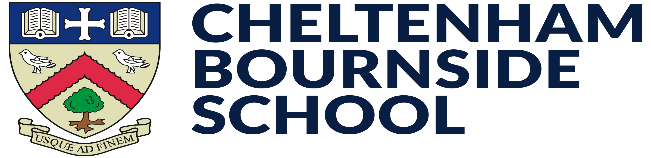 CHELTENHAM
BOURNSIDE
SCHOOL
USQUE AD FINEM